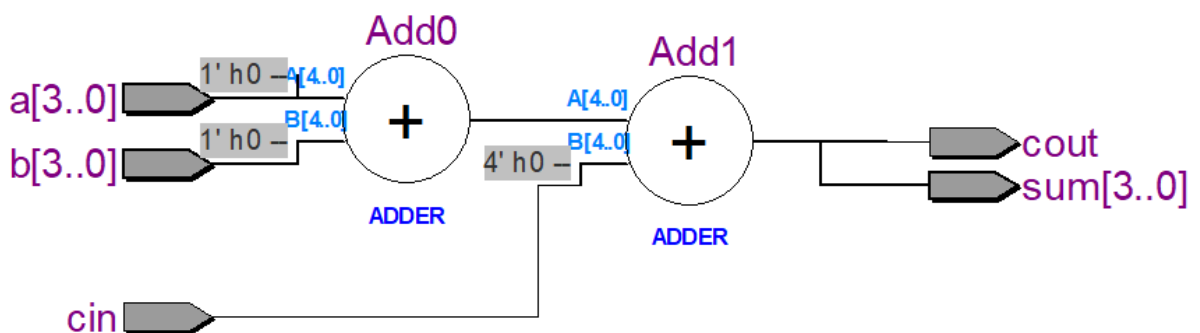 Add0
Add1
1' h0 --
A[4..0]
a[3..0]
A[4..0]
+
B[4..0]
1' h0 --
+
B[4..0]
cout
b[3..0]
4' h0 --
sum[3..0]
ADDER
ADDER
cin